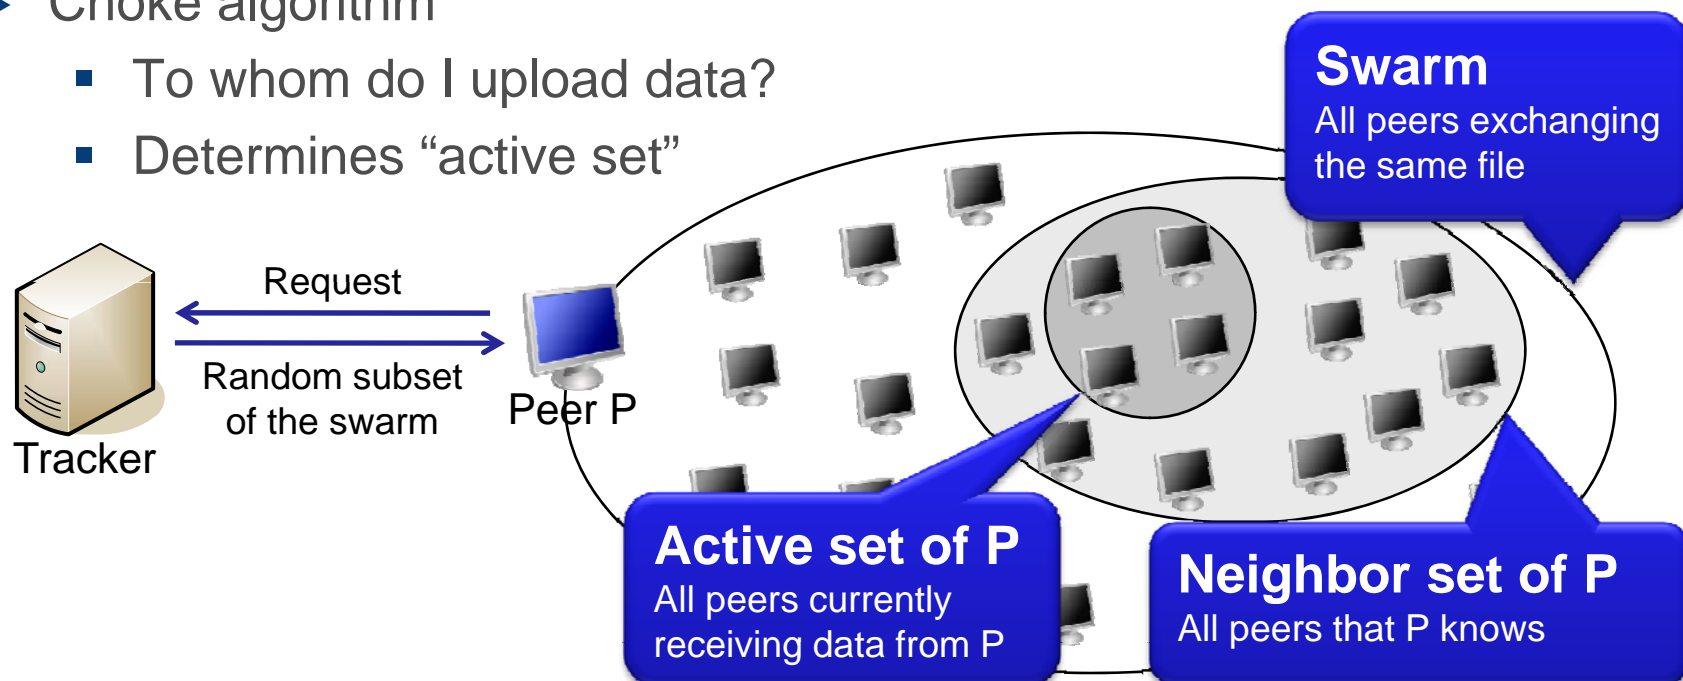 Choke algorithm
To whom do I upload data?
Determines “active set”
Swarm
All peers exchanging
the same file
Request
Random subset
of the swarm
Tracker
Peer P
Active set of P
All peers currently
receiving data from P
Neighbor set of P
All peers that P knows